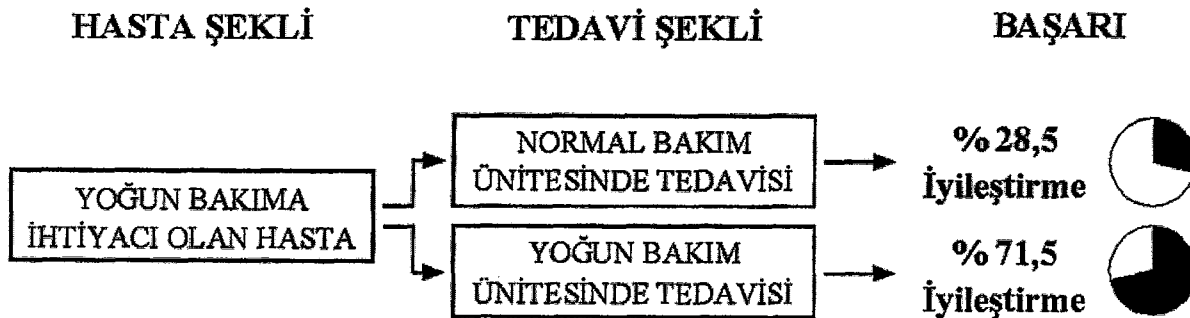 HASTA ŞEKLİ TEDAVİ ŞEKLİ BAŞARI
YOĞUN BAKIMA
İHTİYACI OLAN HASTA
NORMAL BAKIM
ÜNİTESİNDE TEDAVİSİ
% 28,5
İyileştirme
YOĞUN BAKIM
ÜNİTESİNDE TEDAVİSİ
% 71,5
İyileştirme